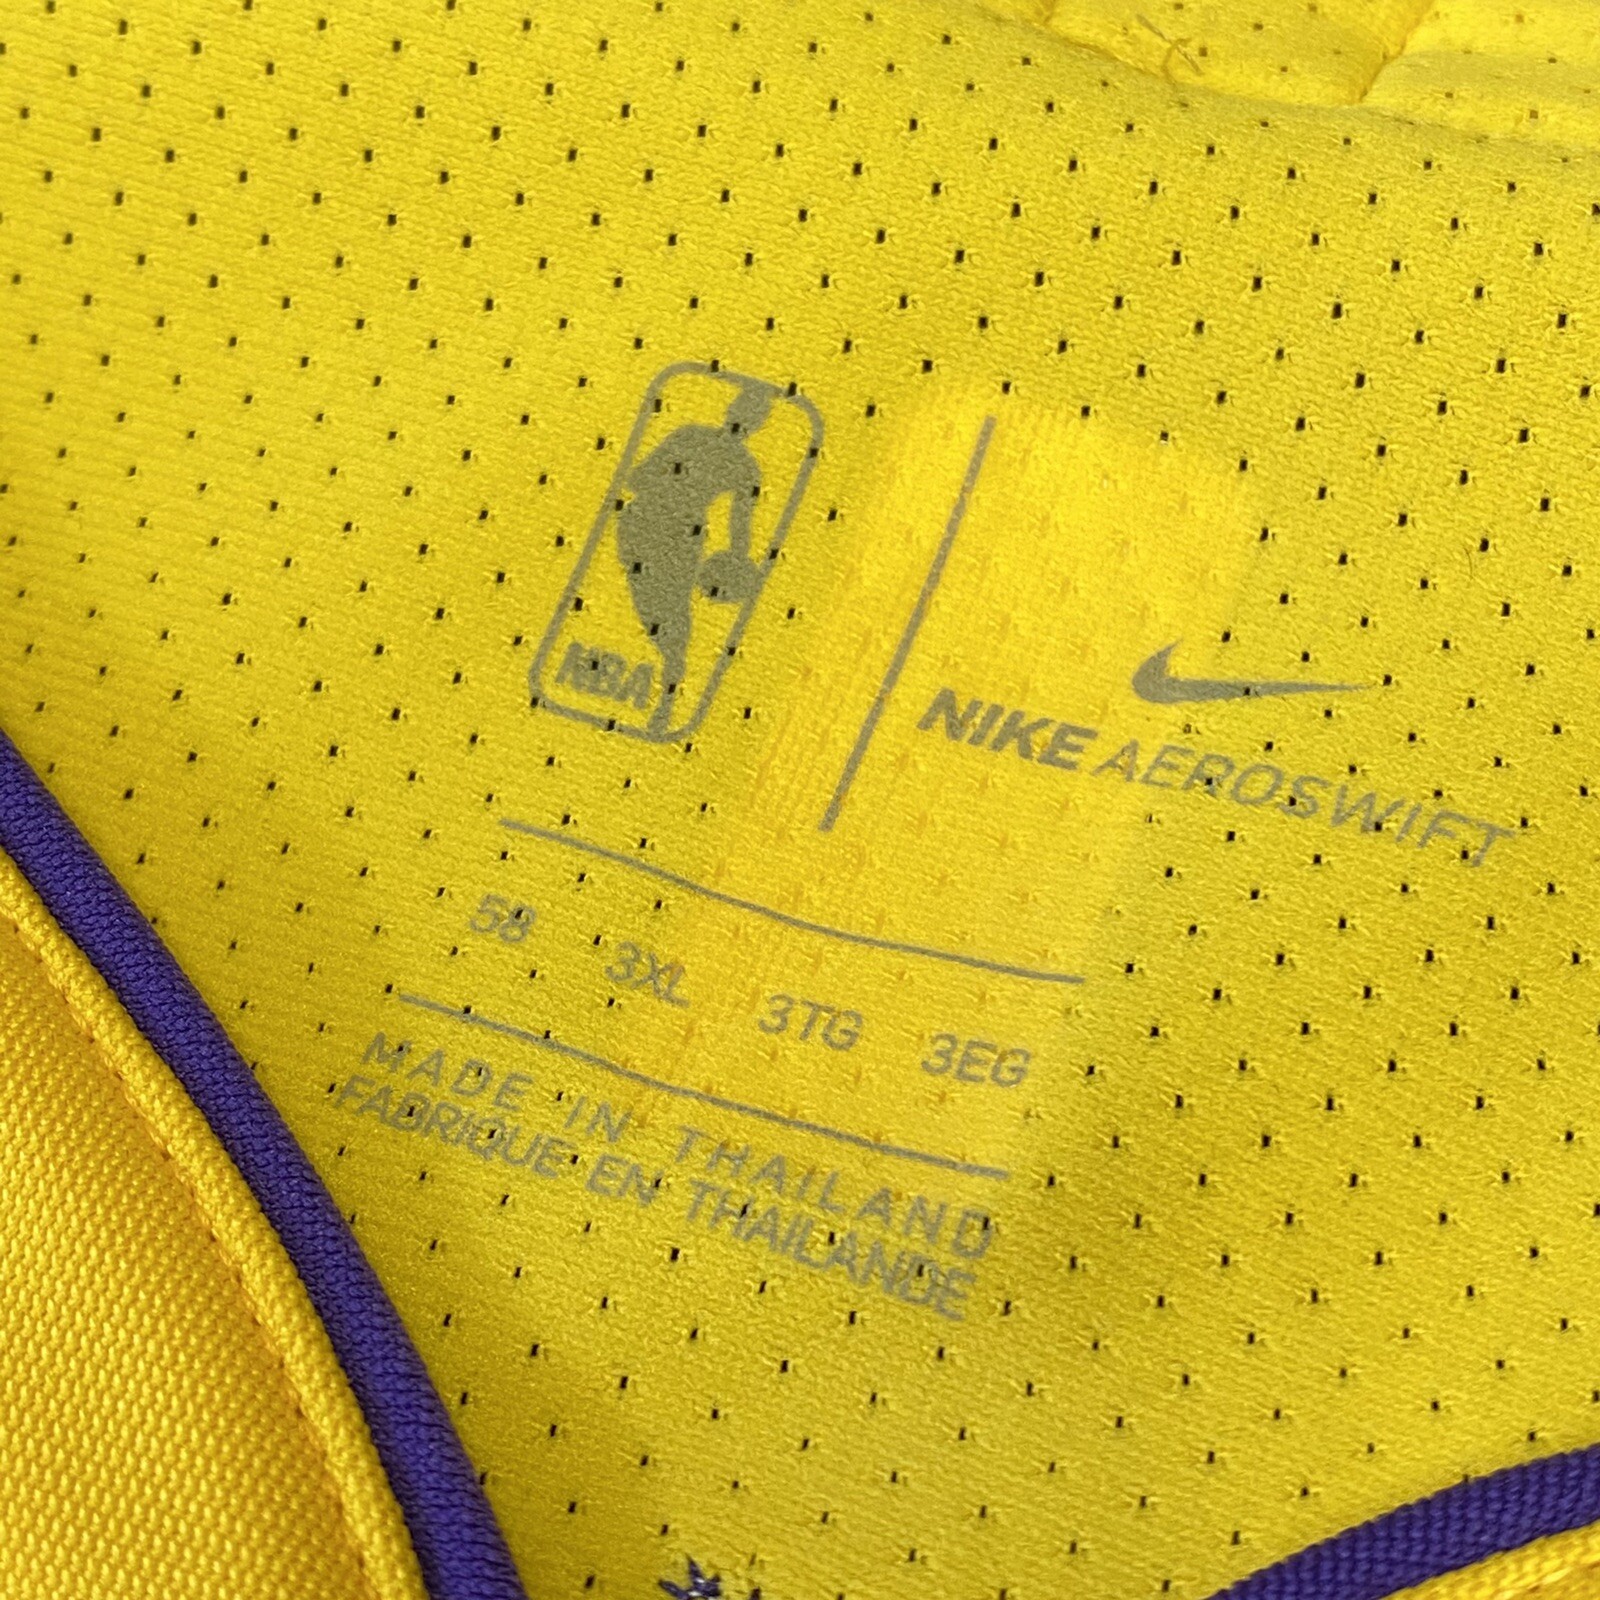 NBA
NIKE AEROSWIFT
58 3XL 3TG 3EG
MADE IN THAILAND
FABRIQUE EN THAILANDE